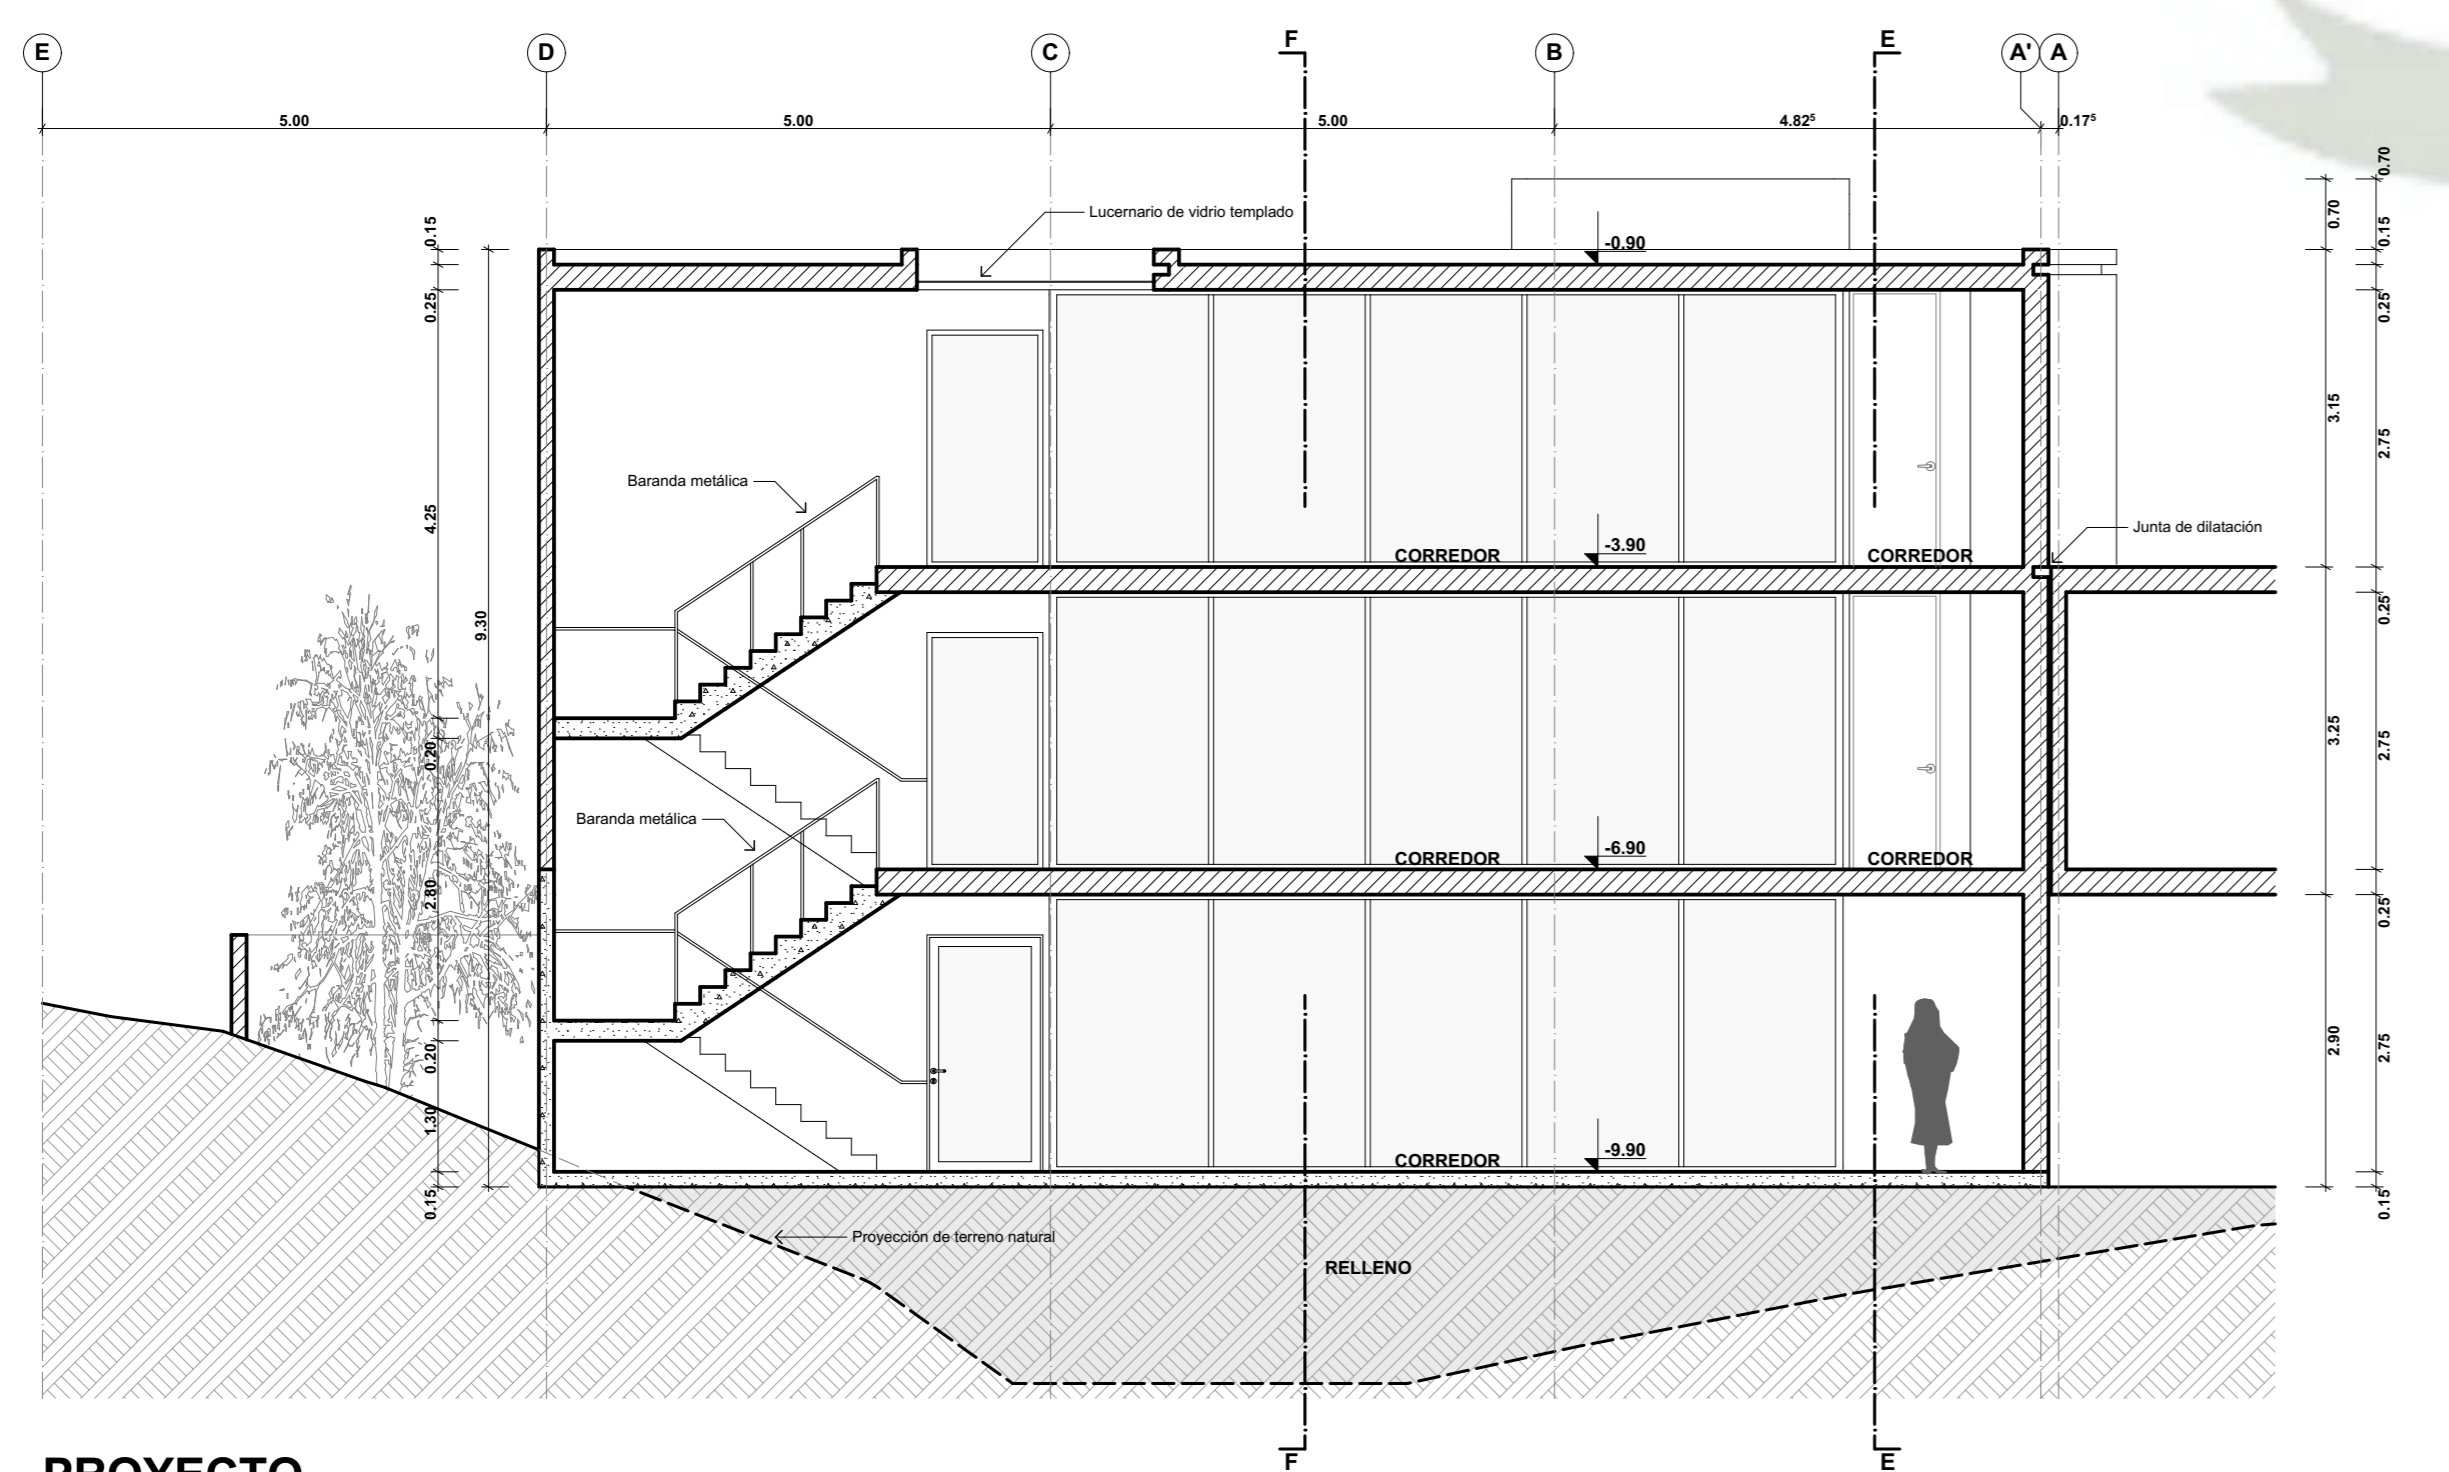 E D C F B E A' A
5.00 5.00 5.00 4.82⁵ 0.17⁵
0.70
0.70
0.15
0.15
Lucernario de vidrio templado
-0.90
0.25
0.25
3.15
2.75
Baranda metálica
4.25
Junta de dilatación
-3.90
CORREDOR CORREDOR
0.25
9.30
3.25
2.75
0.20
Baranda metálica
-6.90
CORREDOR CORREDOR
2.80
0.25
2.90
2.75
0.20
1.30
-9.90
CORREDOR
0.15
0.15
Proyección de terreno natural
RELLENO
F E
PROYECTO